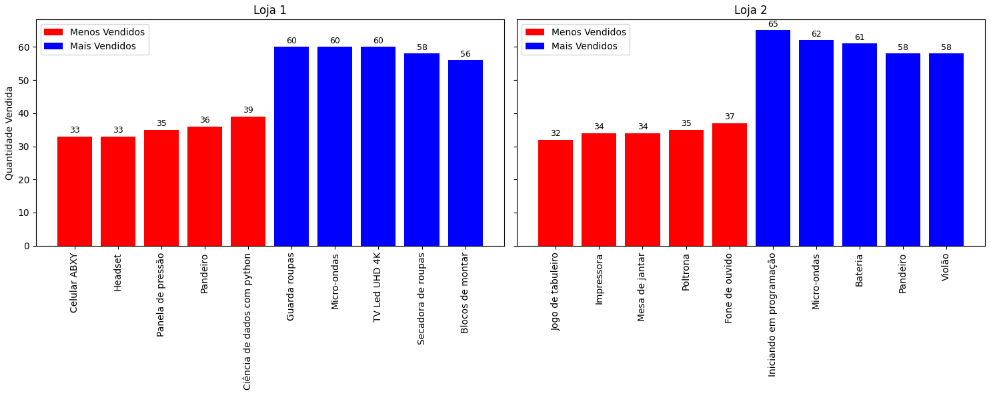 Loja 1
Menos Vendidos
Mais Vendidos
Quantidade Vendida
60
50
40
30
20
10
0
33
33
35
36
39
60
60
60
58
56
Celular ABXY
Headset
Panela de pressão
Pandeiro
Ciência de dados com python
Guarda roupas
Micro-ondas
TV Led UHD 4K
Secadora de roupas
Blocos de montar
Loja 2
Menos Vendidos
Mais Vendidos
32
34
34
35
37
65
62
61
58
58
Jogo de tabuleiro
Impressora
Mesa de jantar
Poltrona
Fone de ouvido
Iniciando em programação
Micro-ondas
Bateria
Pandeiro
Violão